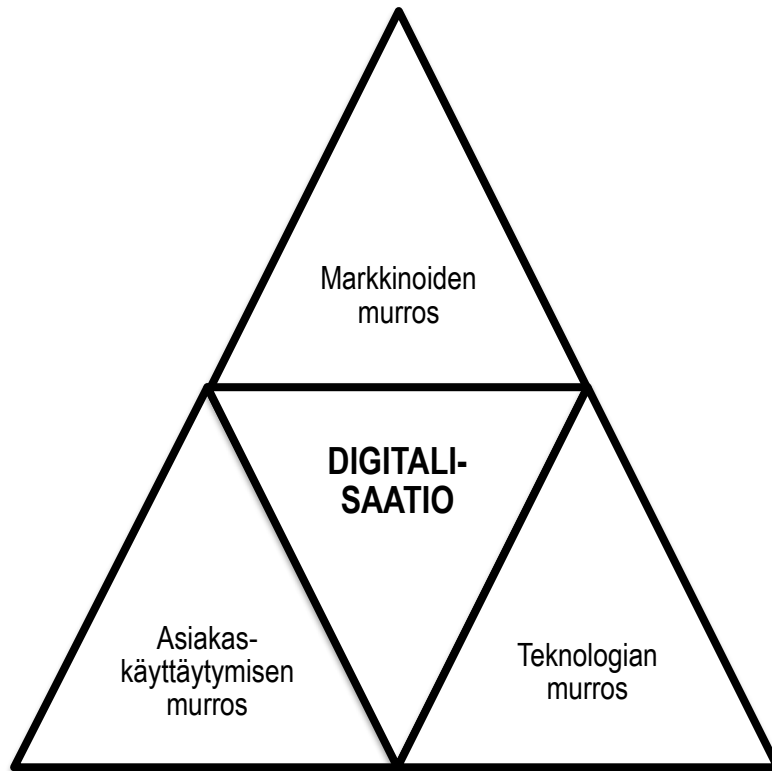 Markkinoiden
murros
DIGITALI-
SAATIO
Asiakas-
käyttäytymisen
murros
Teknologian
murros